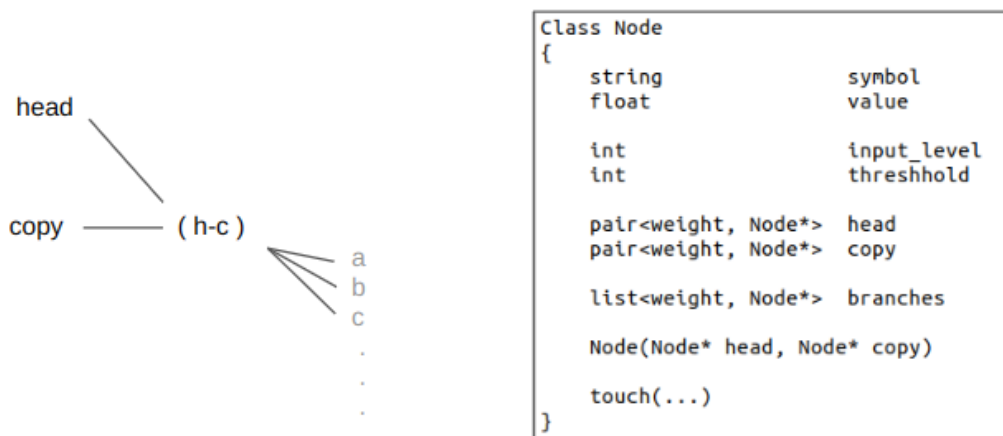 head
copy
( h-c )
a
b
c
.
.
.
Class Node
{
string symbol
float value
int input_level
int threshhold
pair<weight, Node*> head
pair<weight, Node*> copy
list<weight, Node*> branches
Node(Node* head, Node* copy)
touch(...)
}